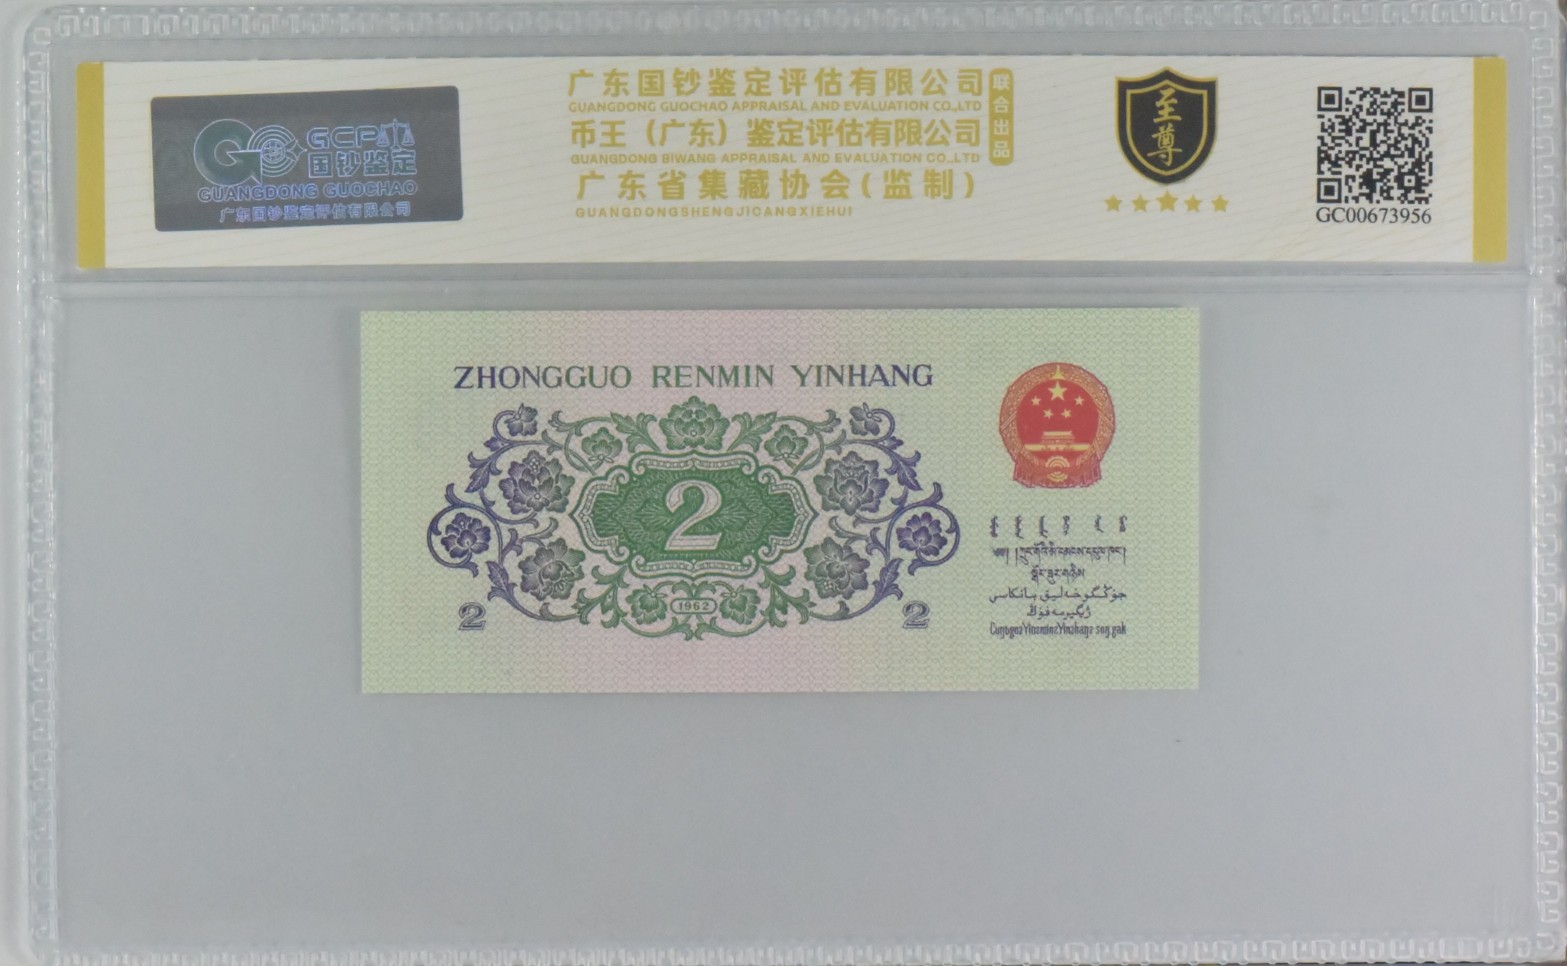 GCPA
国钞鉴定
GUANGDONG GUOCHAO
广东国钞鉴定评估有限公司
广东国钞鉴定评估有限公司
GUANGDONG GUOCHAO APPRAISAL AND EVALUATION CO.,LTD
币王（广东）鉴定评估有限公司
GUANGDONG BIWANG APPRAISAL AND EVALUATION CO.,LTD
广东省集藏协会(监制)
GUANGDONGSHENGJICANGXIEHUI
联合出品
至尊
GC00673956
ZHONGGUO RENMIN YINHANG
2
1962
2
2